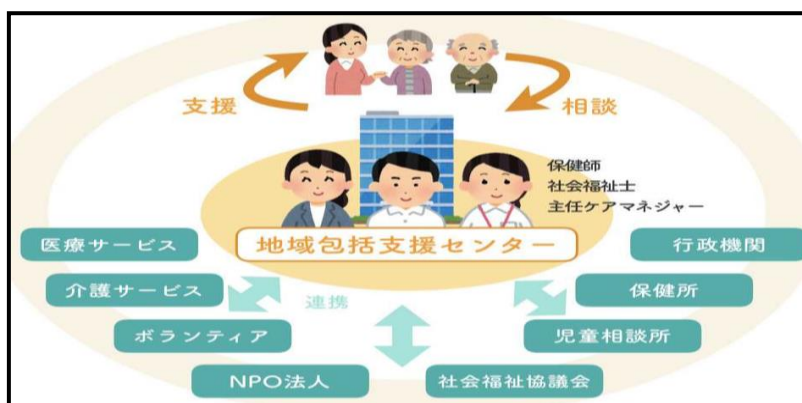 支援
相談
保健師
社会福祉士
主任ケアマネジャー
地域包括支援センター
医療サービス
行政機関
介護サービス
連携
保健所
ボランティア
児童相談所
NPO法人
社会福祉協議会